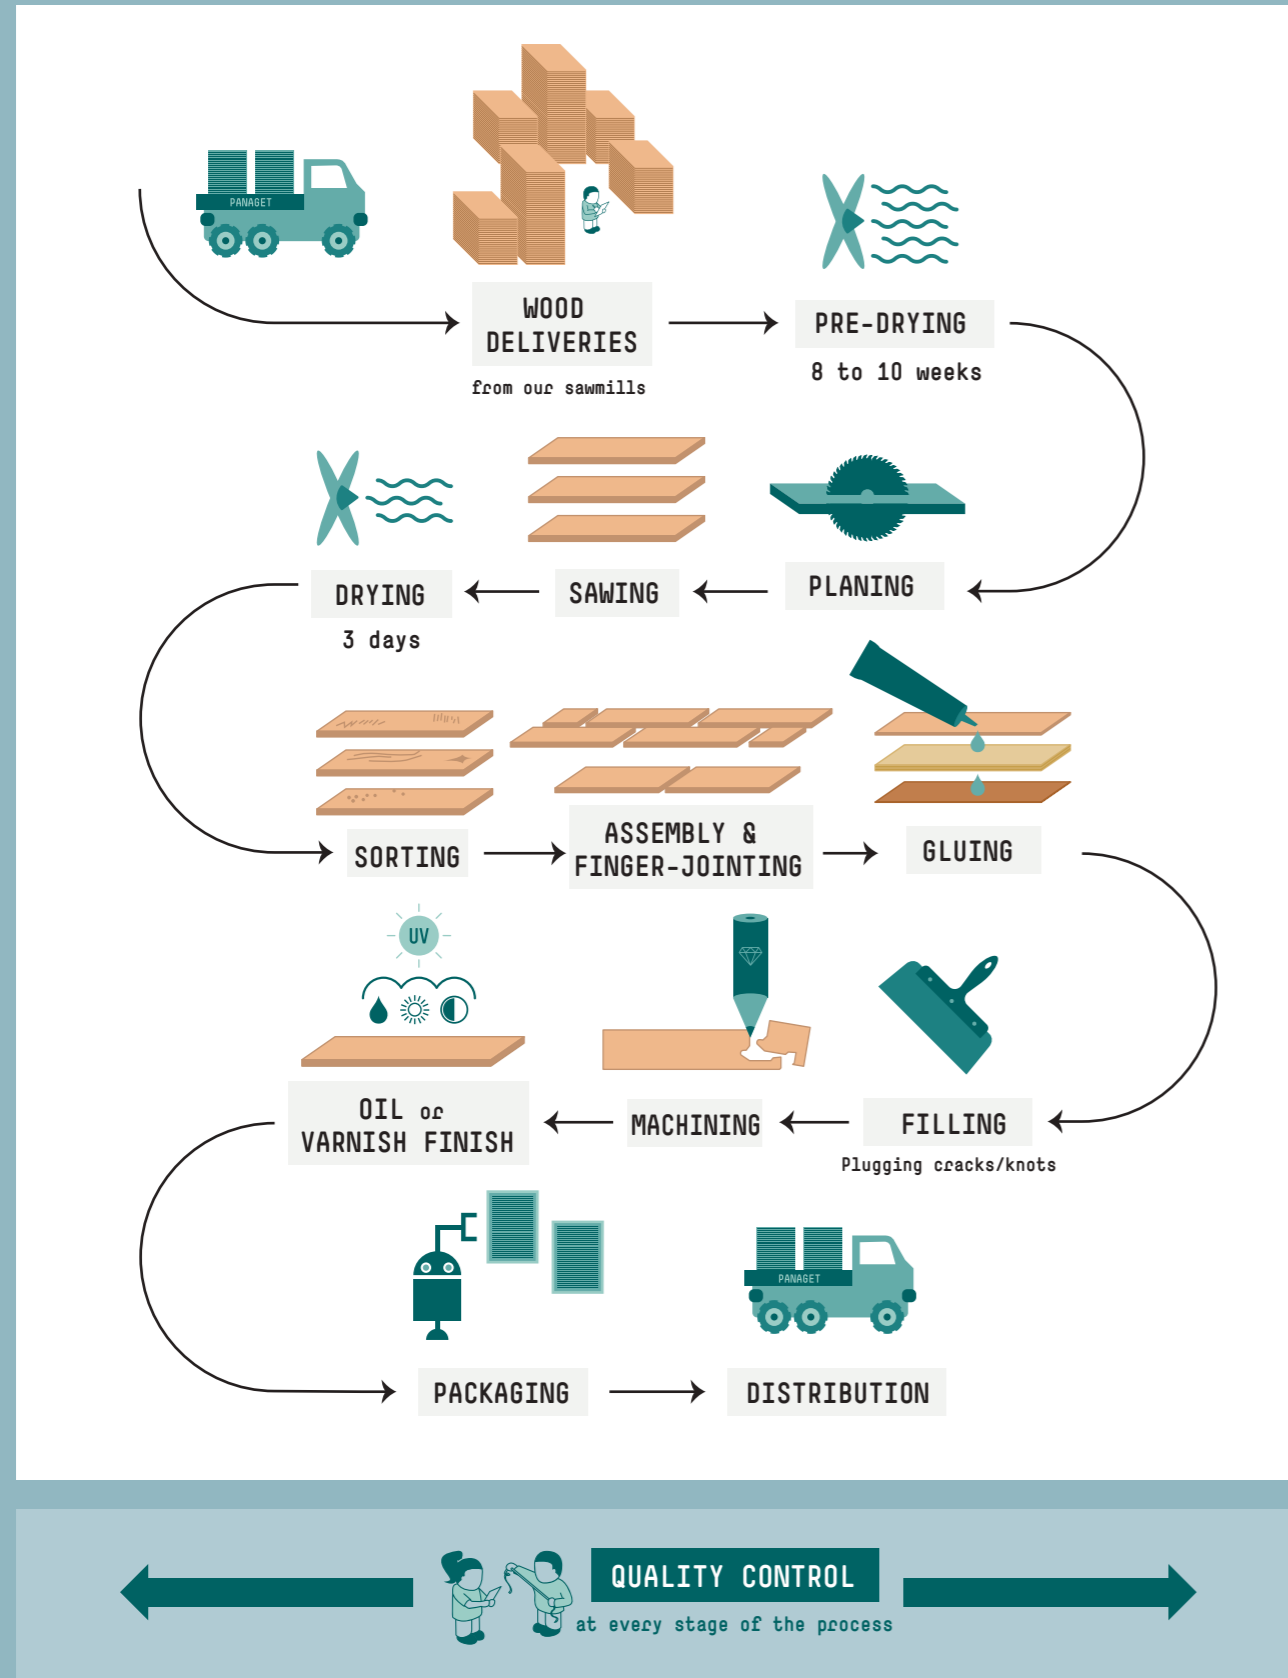 PANAGET
WOOD
DELIVERIES
from our sawmills
PRE-DRYING
8 to 10 weeks
PLANING
SAWING
DRYING
3 days
SORTING
ASSEMBLY &
FINGER-JOINTING
GLUING
FILLING
Plugging cracks/knots
MACHINING
UV
OIL or
VARNISH FINISH
PACKAGING
PANAGET
DISTRIBUTION
QUALITY CONTROL
at every stage of the process